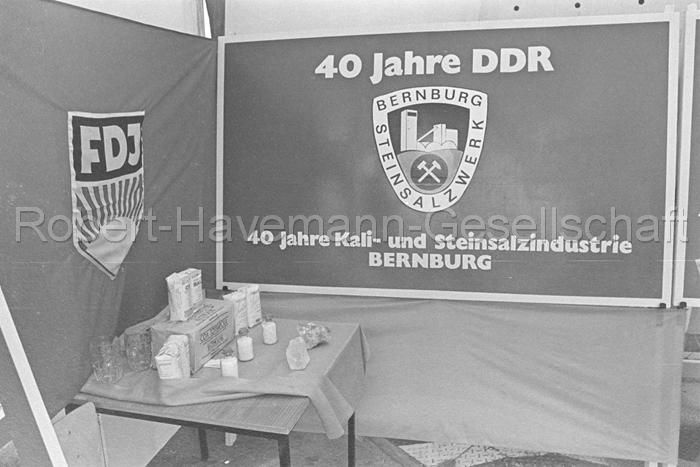 40 Jahre DDR
BERNBURG
STEINSALZWERK
FDJ
Robert-Havemann-Gesellschaft
40 Jahre Kali- und Steinsalzindustrie
BERNBURG